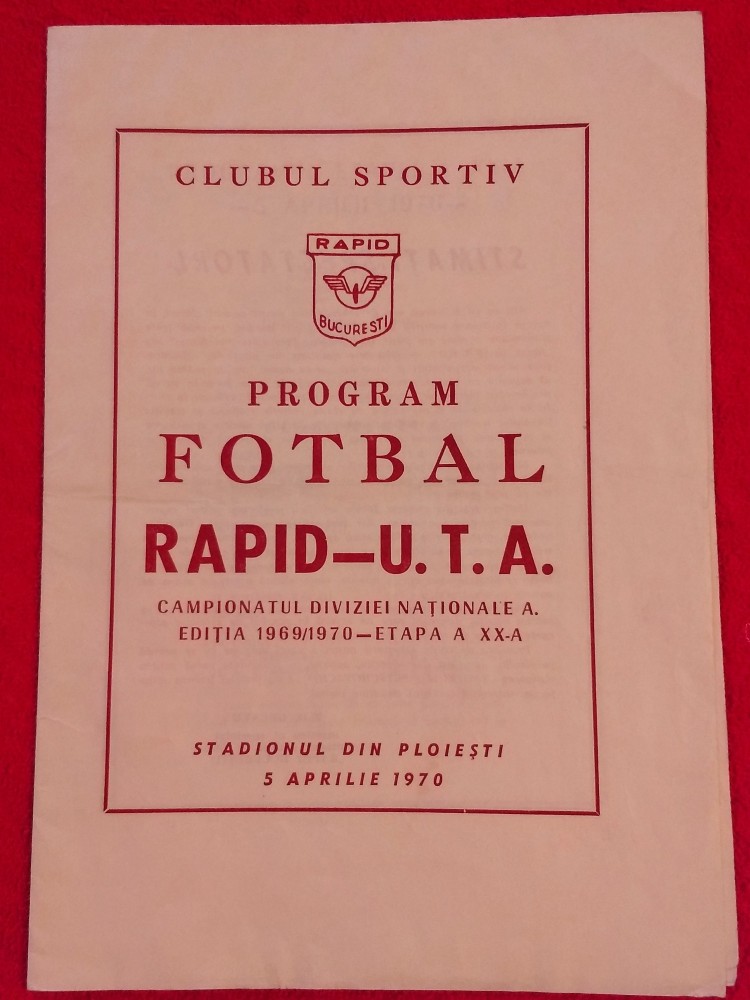 CLUBUL SPORTIV
RAPID
BUCURESTI
PROGRAM
FOTBAL
RAPID—U.T.A.
CAMPIONATUL DIVIZIEI NAȚIONALE A.
EDIȚIA 1969/1970—ETAPA A XX-A
STADIONUL DIN PLOIEȘTI
5 APRILIE 1970